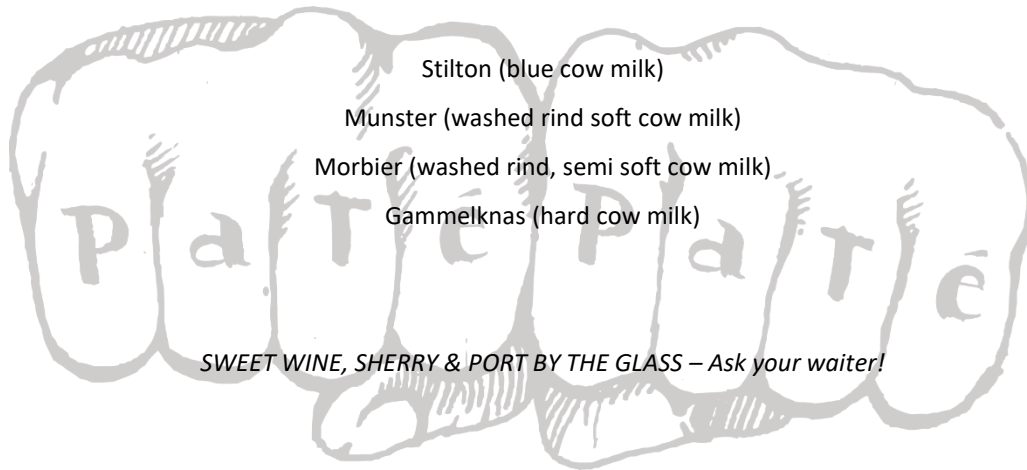 Stilton (blue cow milk)
Munster (washed rind soft cow milk)
Morbier (washed rind, semi soft cow milk)
Gammelknas (hard cow milk)
Paté Paté
SWEET WINE, SHERRY & PORT BY THE GLASS – Ask your waiter!